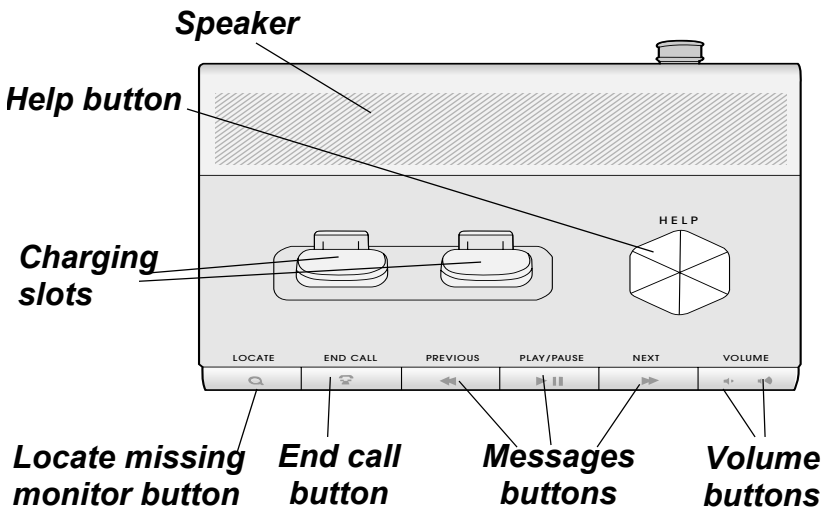 Speaker
Help button
HELP
Charging
slots
LOCATE END CALL PREVIOUS PLAY/PAUSE NEXT VOLUME
Locate missing
monitor button
End call
button
Messages
buttons
Volume
buttons